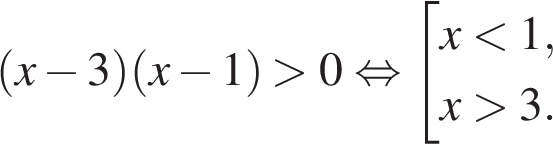 (x − 3)(x − 1) > 0 ⇔ [ x < 1,
x > 3.